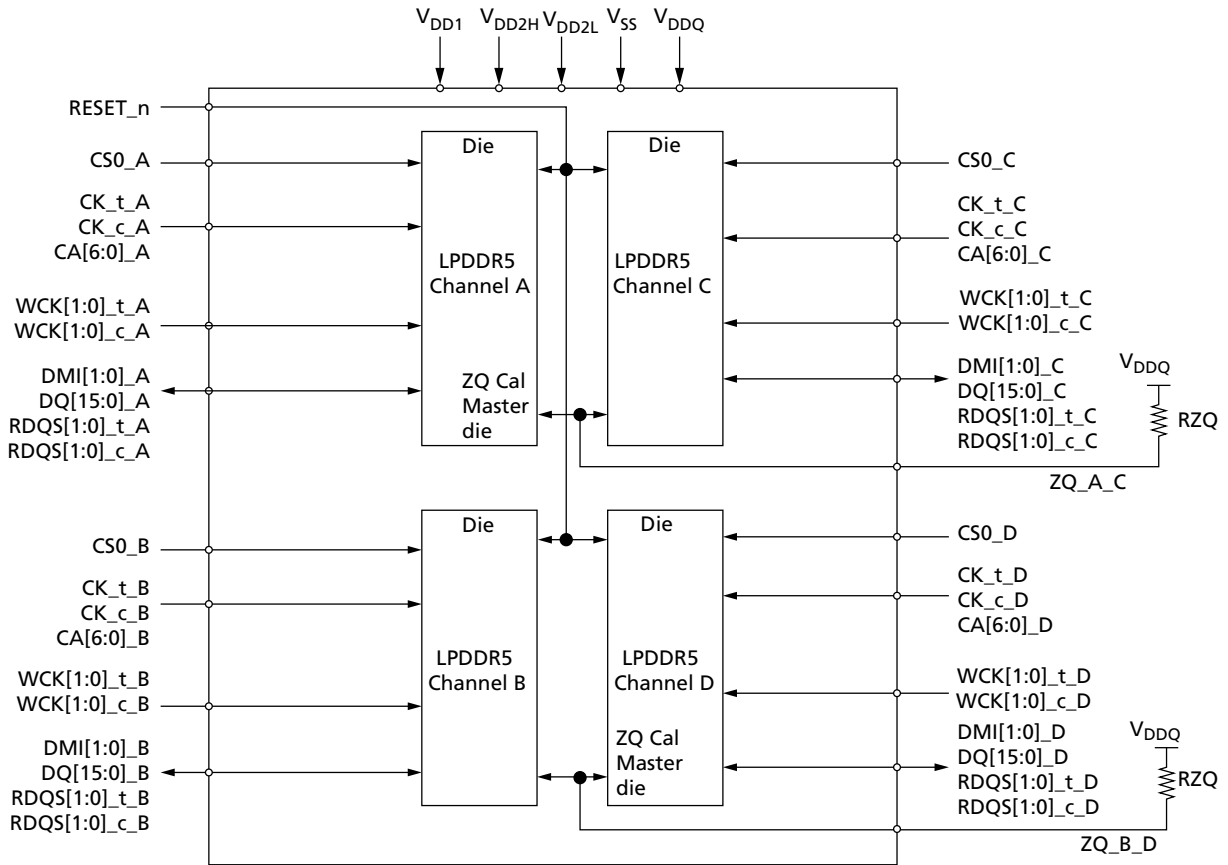 VDD1 VDD2H VDD2L VSS VDDQ
RESET_n
CS0_A
CK_t_A
CK_c_A
CA[6:0]_A
WCK[1:0]_t_A
WCK[1:0]_c_A
DMI[1:0]_A
DQ[15:0]_A
RDQS[1:0]_t_A
RDQS[1:0]_c_A
Die
LPDDR5
Channel A
ZQ Cal
Master
die
Die
LPDDR5
Channel C
CS0_C
CK_t_C
CK_c_C
CA[6:0]_C
WCK[1:0]_t_C
WCK[1:0]_c_C
DMI[1:0]_C
DQ[15:0]_C
RDQS[1:0]_t_C
RDQS[1:0]_c_C
VDDQ
RZQ
ZQ_A_C
CS0_B
CK_t_B
CK_c_B
CA[6:0]_B
WCK[1:0]_t_B
WCK[1:0]_c_B
DMI[1:0]_B
DQ[15:0]_B
RDQS[1:0]_t_B
RDQS[1:0]_c_B
Die
LPDDR5
Channel B
Die
LPDDR5
Channel D
ZQ Cal
Master
die
CS0_D
CK_t_D
CK_c_D
CA[6:0]_D
WCK[1:0]_t_D
WCK[1:0]_c_D
DMI[1:0]_D
DQ[15:0]_D
RDQS[1:0]_t_D
RDQS[1:0]_c_D
VDDQ
RZQ
ZQ_B_D